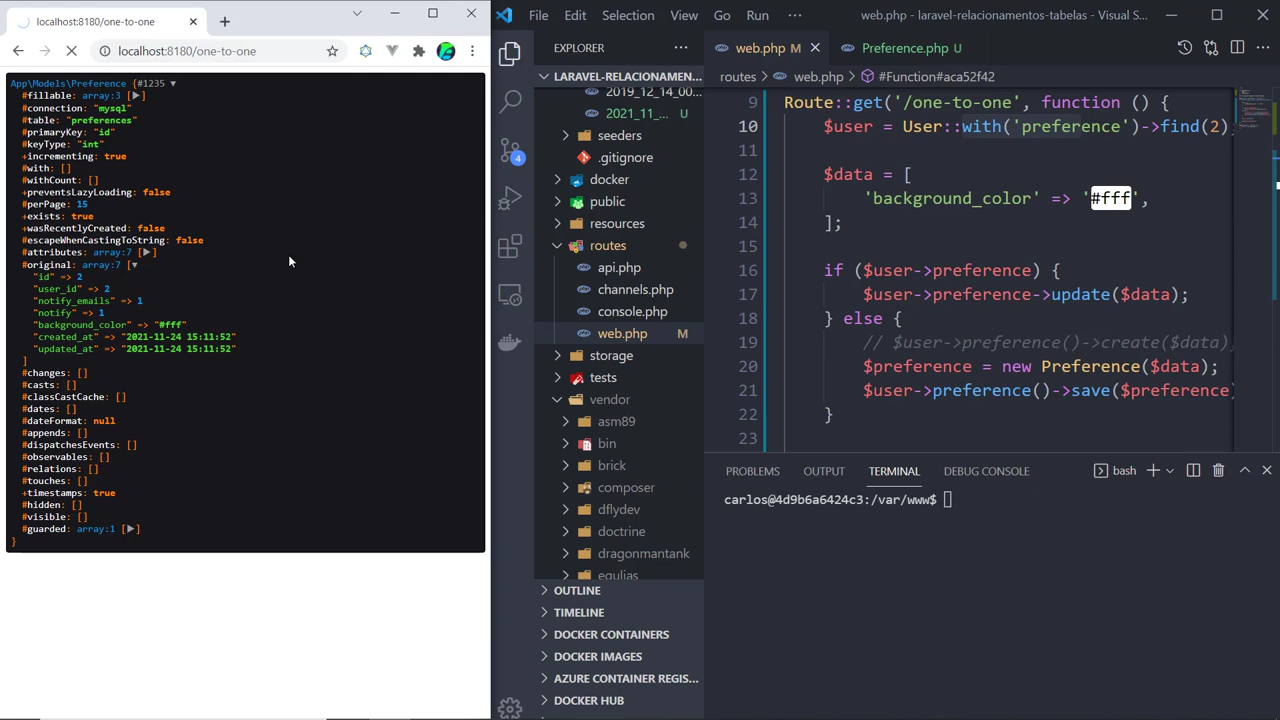 localhost:8180/one-to-one
localhost:8180/one-to-one
App\Models\Preference {#1235 ▼
#fillable: array:3 [▶]
#connection: "mysql"
#table: "preferences"
#primaryKey: "id"
#keyType: "int"
+incrementing: true
#with: []
#withCount: []
+preventsLazyLoading: false
#perPage: 15
+exists: true
+wasRecentlyCreated: false
#escapeWhenCastingToString: false
#attributes: array:7 [▶]
#original: array:7 [▼
"id" => 2
"user_id" => 2
"notify_emails" => 1
"notify" => 1
"background_color" => "#fff"
"created_at" => "2021-11-24 15:11:52"
"updated_at" => "2021-11-24 15:11:52"
]
#changes: []
#casts: []
#classCastCache: []
#dates: []
#dateFormat: null
#appends: []
#dispatchesEvents: []
#observables: []
#relations: []
#touches: []
+timestamps: true
#hidden: []
#visible: []
#guarded: array:1 [▶]
}
File Edit Selection View Go Run ··· web.php - laravel-relacionamentos-tabelas - Visual S...
EXPLORER ···
LARAVEL-RELACIONAMEN...
2019_12_14_00...
2021_11_... U
seeders
.gitignore
docker
public
resources
routes
api.php
channels.php
console.php
web.php M
storage
tests
vendor
asm89
bin
brick
composer
dflydev
doctrine
dragonmantank
egulias
OUTLINE
TIMELINE
DOCKER CONTAINERS
DOCKER IMAGES
AZURE CONTAINER REGIS...
DOCKER HUB
4
web.php M
Preference.php U
routes > web.php > #Function#aca52f42
9 Route::get('/one-to-one', function () {
10 $user = User::with('preference')->find(2);
11
12 $data = [
13 'background_color' => '#fff',
14 ];
15
16 if ($user->preference) {
17 $user->preference->update($data);
18 } else {
19 // $user->preference()->create($data);
20 $preference = new Preference($data);
21 $user->preference()->save($preference)
22 }
23
PROBLEMS OUTPUT TERMINAL DEBUG CONSOLE
bash
carlos@4d9b6a6424c3:/var/www$